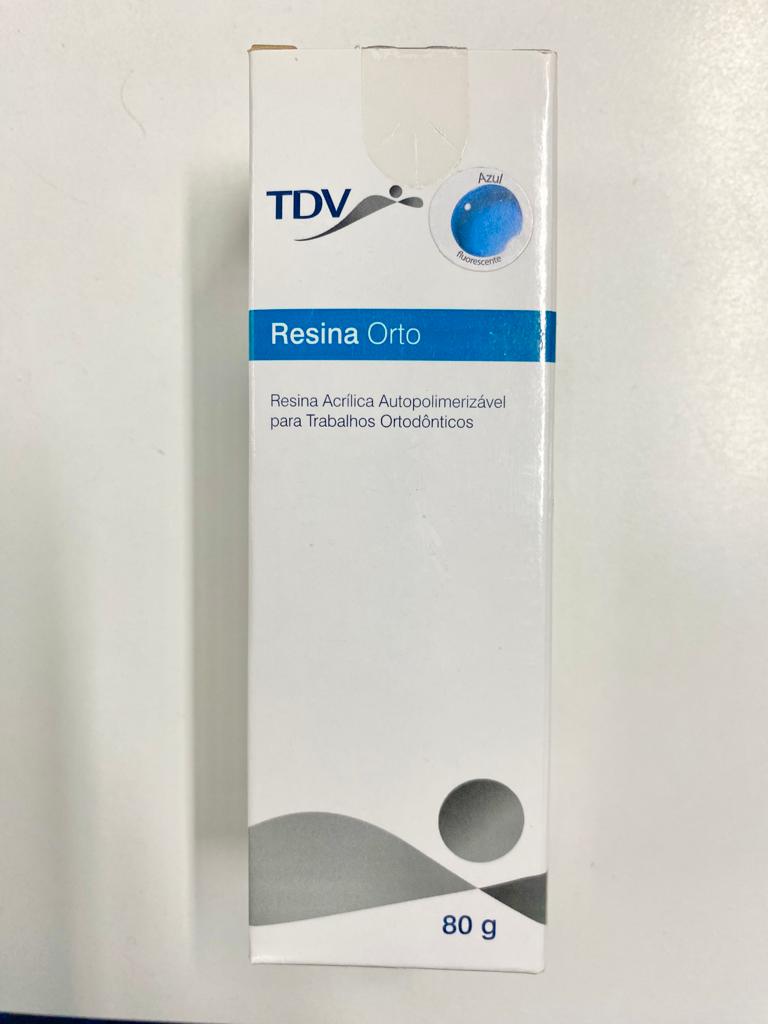 TDV
Azul
fluorescente
Resina Orto
Resina Acrílica Autopolimerizável
para Trabalhos Ortodônticos
80 g